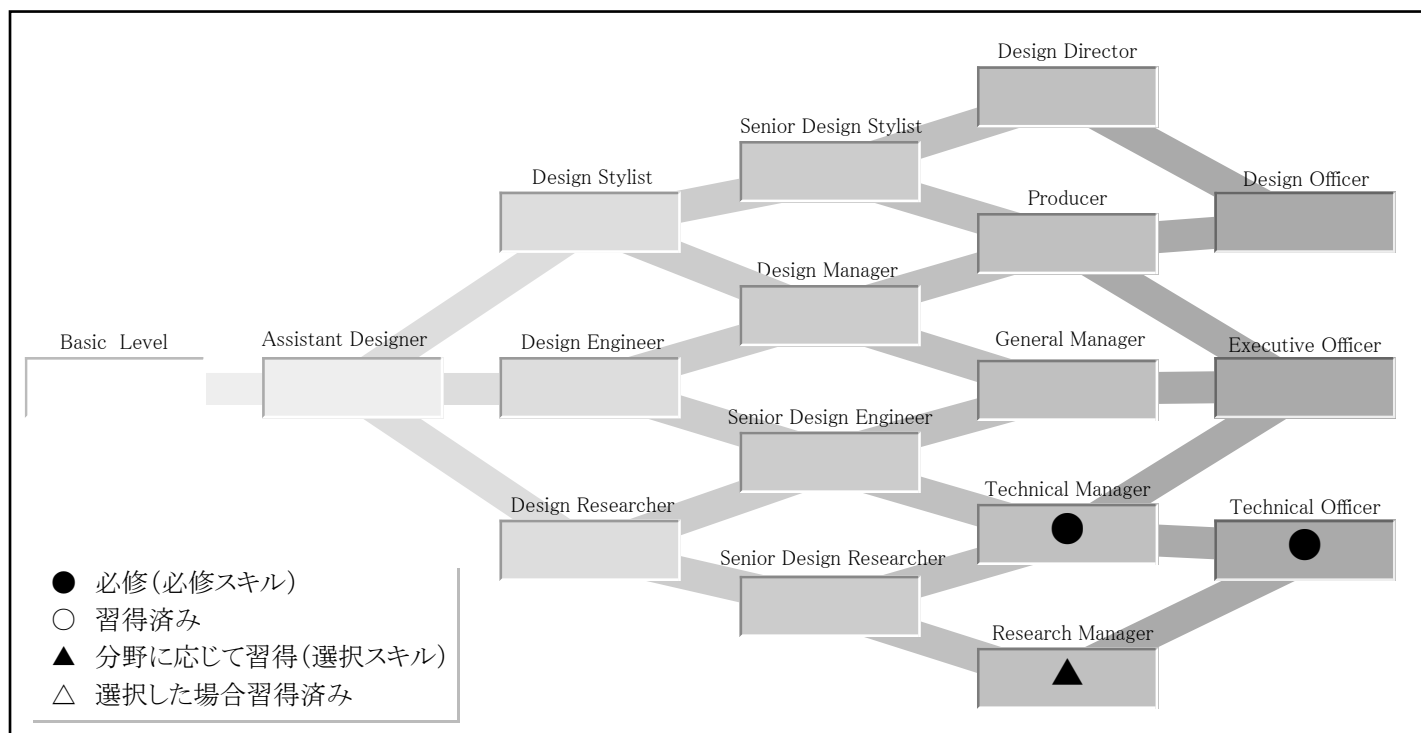 Design Director
Senior Design Stylist
Design Stylist
Design Officer
Producer
Design Manager
Basic Level
Assistant Designer
Design Engineer
General Manager
Executive Officer
Senior Design Engineer
Technical Manager
Design Researcher
Technical Officer
Senior Design Researcher
Research Manager
● 必修(必修スキル)
○ 習得済み
▲ 分野に応じて習得(選択スキル)
△ 選択した場合習得済み